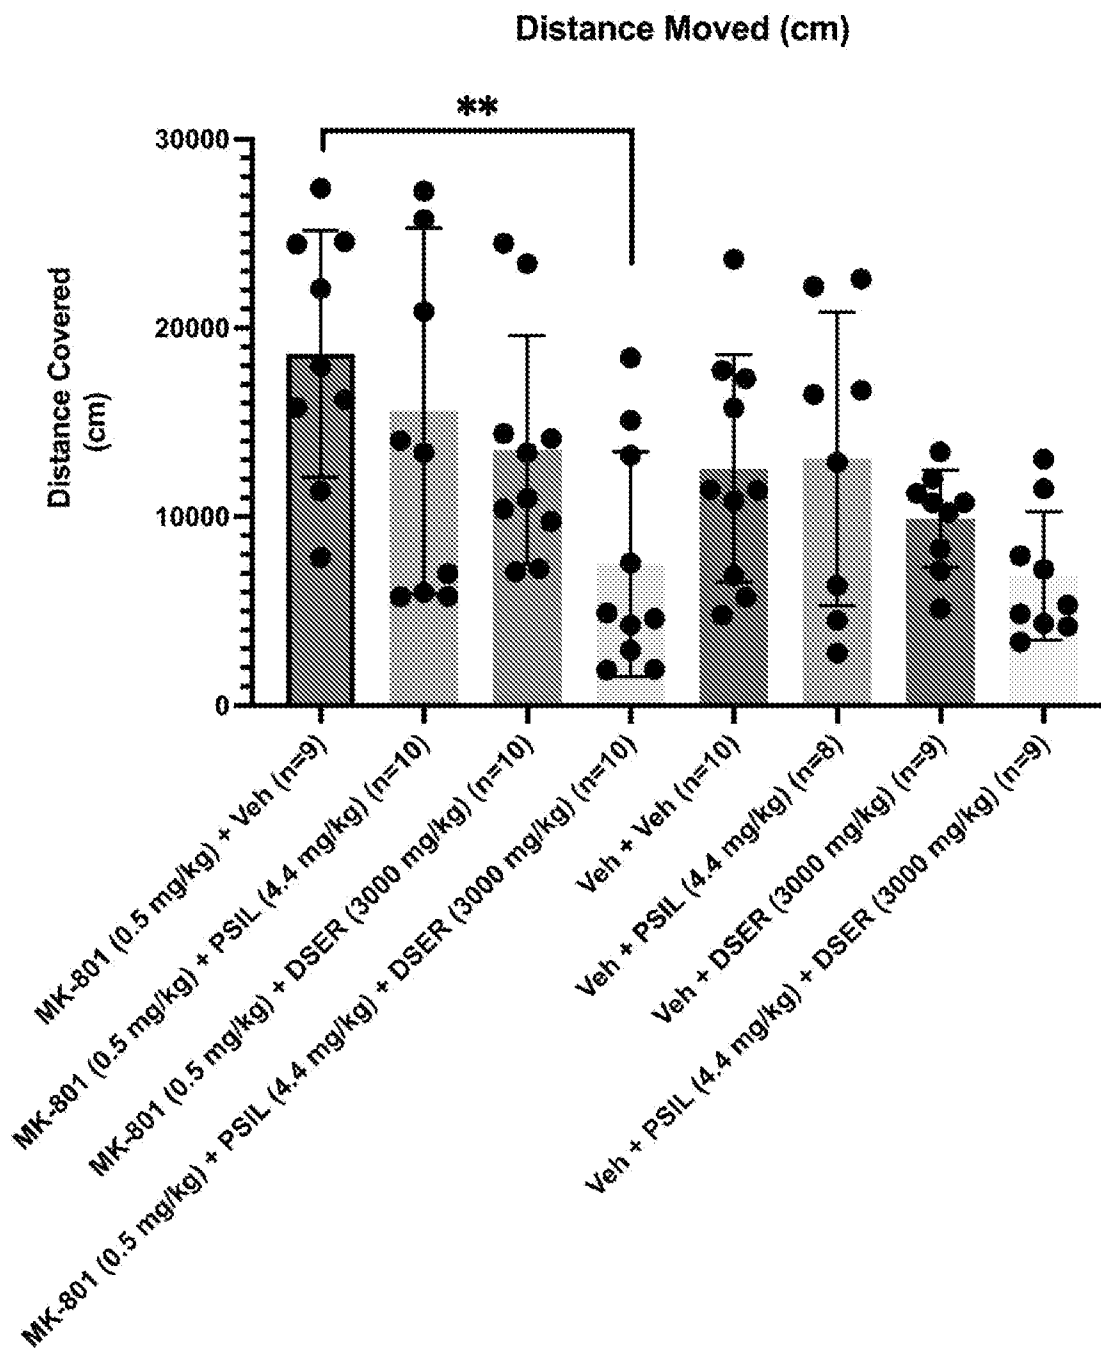 Distance Moved (cm)
**
30000
20000
10000
0
Distance Covered
(cm)
MK-801 (0.5 mg/kg) + Veh (n=9)
MK-801 (0.5 mg/kg) + PSIL (4.4 mg/kg) (n=10)
MK-801 (0.5 mg/kg) + DSER (3000 mg/kg) (n=10)
MK-801 (0.5 mg/kg) + PSIL (4.4 mg/kg) + DSER (3000 mg/kg) (n=10)
Veh + Veh (n=10)
Veh + PSIL (4.4 mg/kg) (n=8)
Veh + DSER (3000 mg/kg) (n=9)
Veh + PSIL (4.4 mg/kg) + DSER (3000 mg/kg) (n=9)